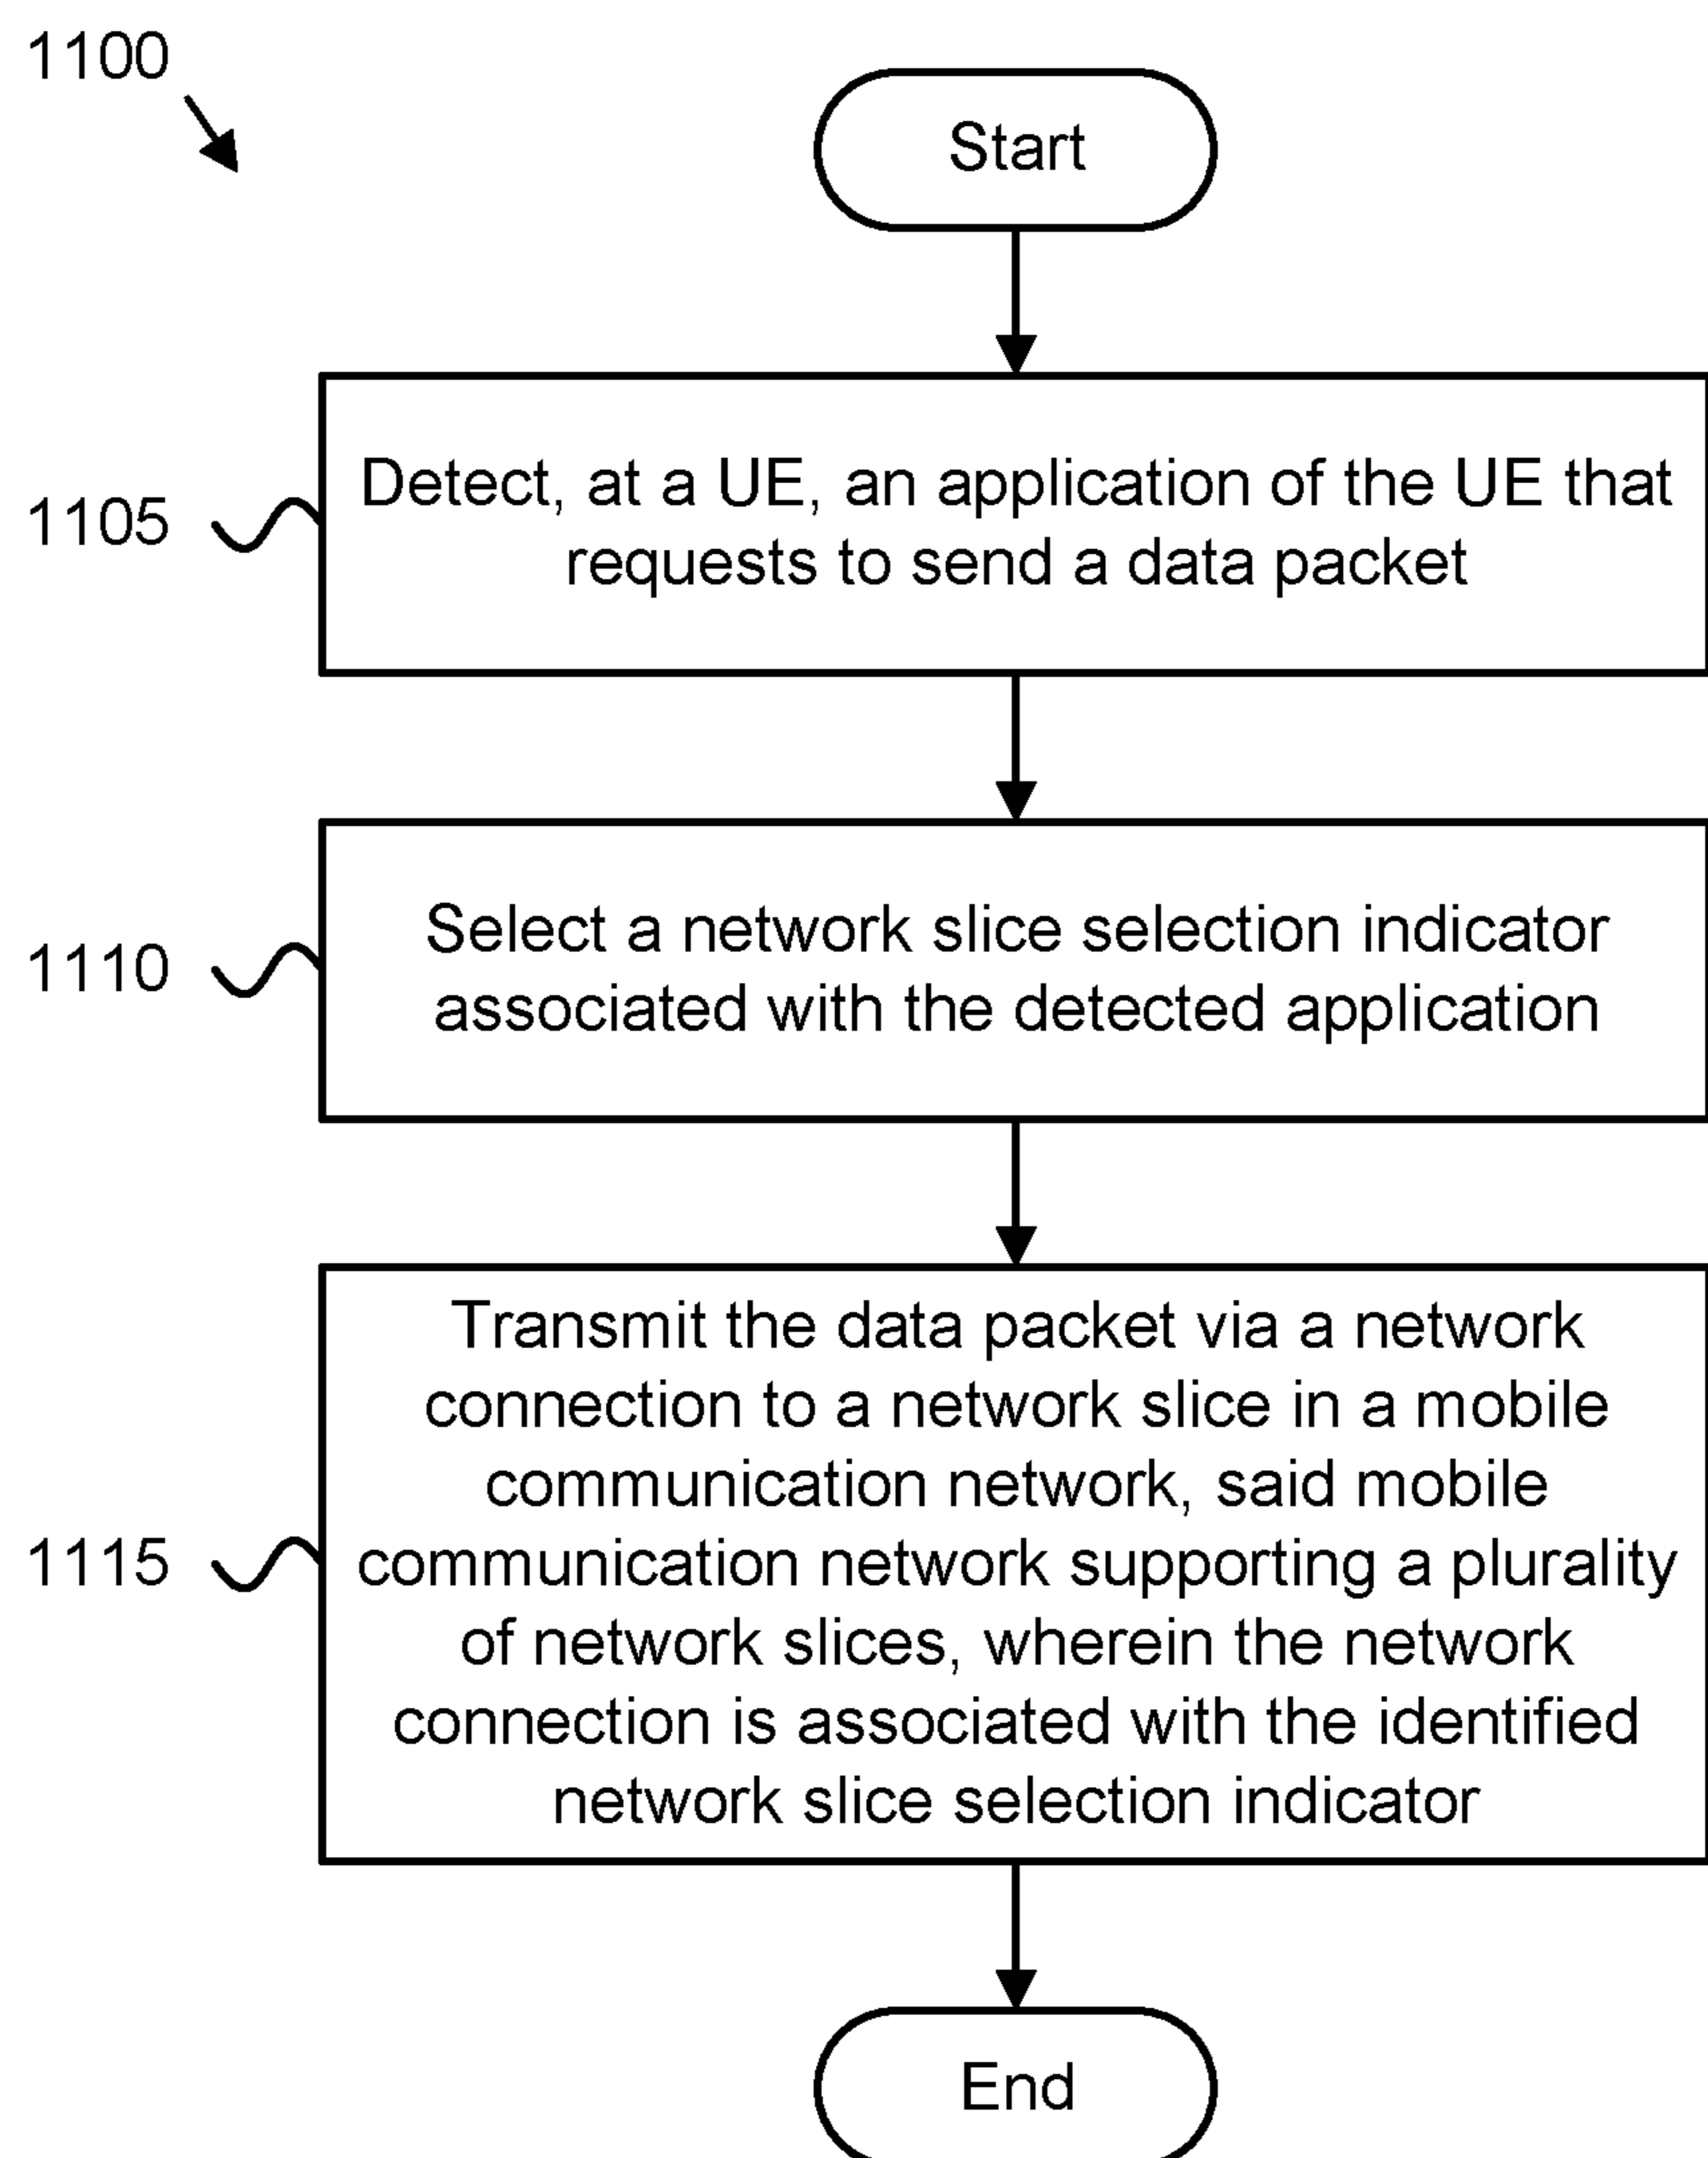 1100
Start
1105
Detect, at a UE, an application of the UE that
requests to send a data packet
1110
Select a network slice selection indicator
associated with the detected application
1115
Transmit the data packet via a network
connection to a network slice in a mobile
communication network, said mobile
communication network supporting a plurality
of network slices, wherein the network
connection is associated with the identified
network slice selection indicator
End